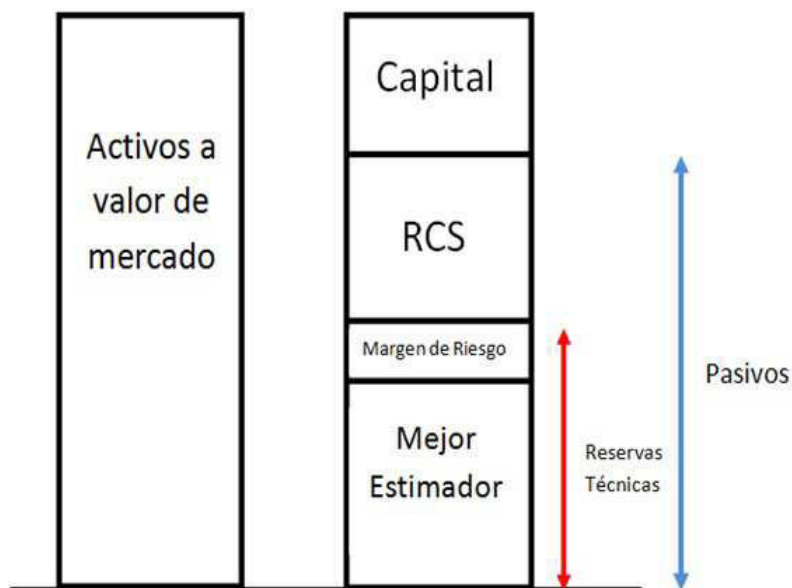 Activos a
valor de
mercado
Capital
RCS
Margen de Riesgo
Mejor
Estimador
Reservas
Técnicas
Pasivos